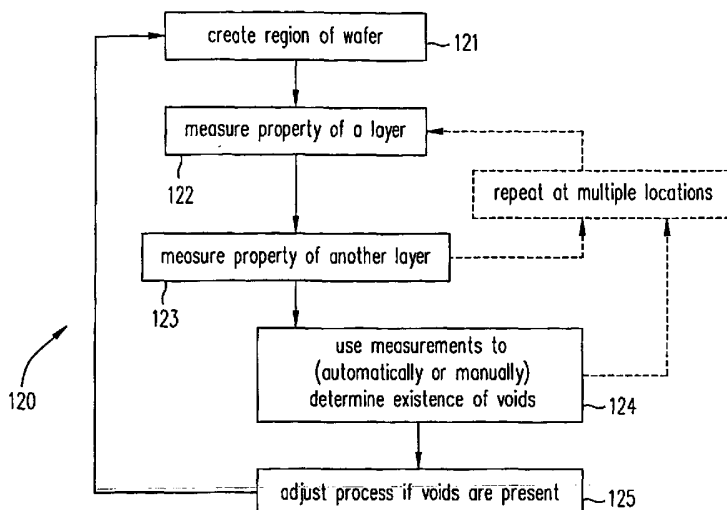 create region of wafer
121
measure property of a layer
122
repeat at multiple locations
measure property of another layer
123
use measurements to
(automatically or manually)
determine existence of voids
124
120
adjust process if voids are present
125